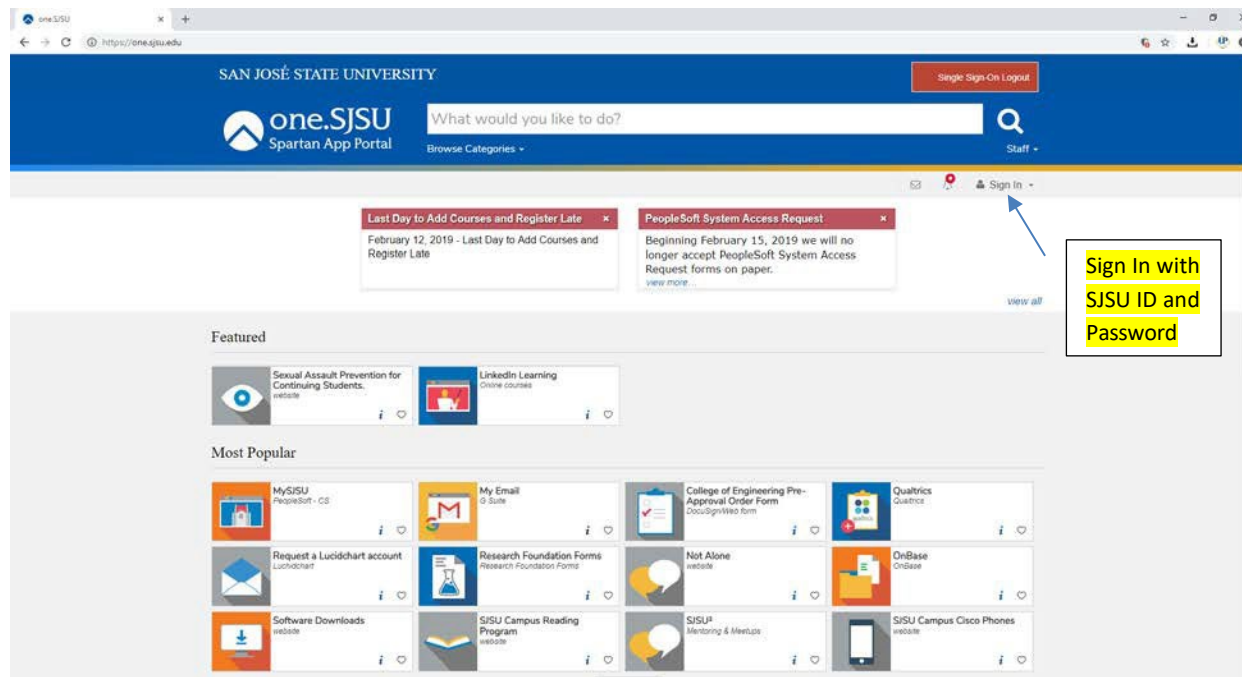 one.SJSU
https://one.sjsu.edu
SAN JOSÉ STATE UNIVERSITY
Single Sign-On Logout
one.SJSU
Spartan App Portal
What would you like to do?
Browse Categories
Staff
Sign In
Last Day to Add Courses and Register Late ×
February 12, 2019 - Last Day to Add Courses and
Register Late
PeopleSoft System Access Request ×
Beginning February 15, 2019 we will no
longer accept PeopleSoft System Access
Request forms on paper.
view more...
view all
Sign In with
SJSU ID and
Password
Featured
Sexual Assault Prevention for
Continuing Students.
website
i
LinkedIn Learning
Online courses
i
Most Popular
MySJSU
PeopleSoft - CS
i
My Email
G Suite
i
College of Engineering Pre-
Approval Order Form
DocuSign/Web form
i
Qualtrics
Qualtrics
i
Request a Lucidchart account
Luchidchart
i
Research Foundation Forms
Research Foundation Forms
i
Not Alone
website
i
OnBase
OnBase
i
Software Downloads
website
i
SJSU Campus Reading
Program
website
i
SJSU²
Mentoring & Meetups
i
SJSU Campus Cisco Phones
website
i